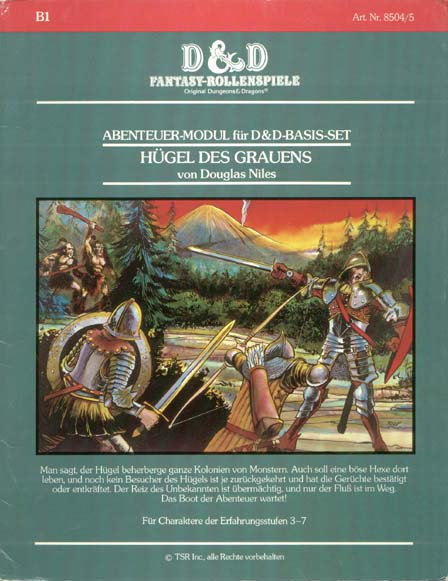 B1
Art. Nr. 8504/5
D&D
FANTASY-ROLLENSPIELE
Original Dungeons & Dragons®
ABENTEUER-MODUL für D&D-BASIS-SET
HÜGEL DES GRAUENS
von Douglas Niles
Man sagt, der Hügel beherberge ganze Kolonien von Monstern. Auch soll eine böse Hexe dort
leben, und noch kein Besucher des Hügels ist je zurückgekehrt und hat die Gerüchte bestätigt
oder entkräftet. Der Reiz des Unbekannten ist übermächtig, und nur der Fluß ist im Weg.
Das Boot der Abenteuer wartet!
Für Charaktere der Erfahrungsstufen 3–7
© TSR Inc., alle Rechte vorbehalten